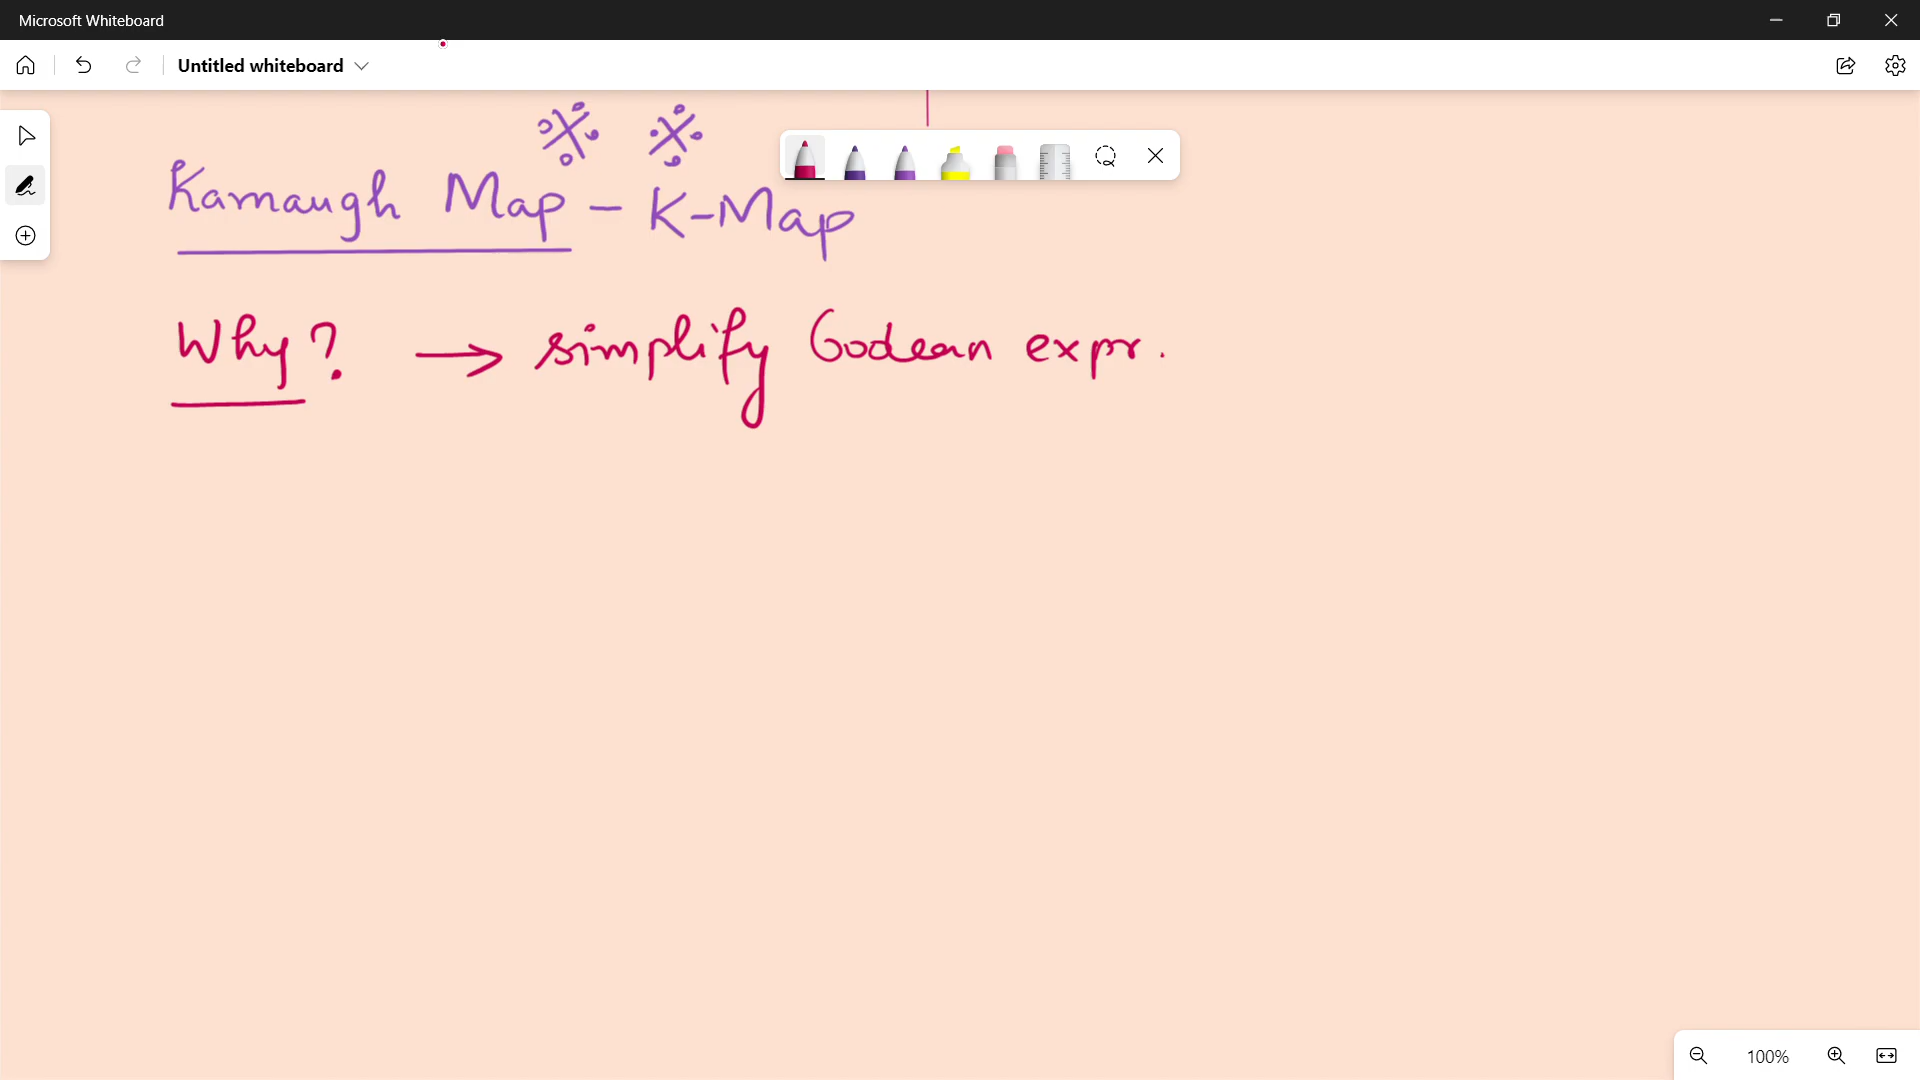 Microsoft Whiteboard
Untitled whiteboard
Karnaugh Map – K-Map
Why? → simplify boolean expr.
100%